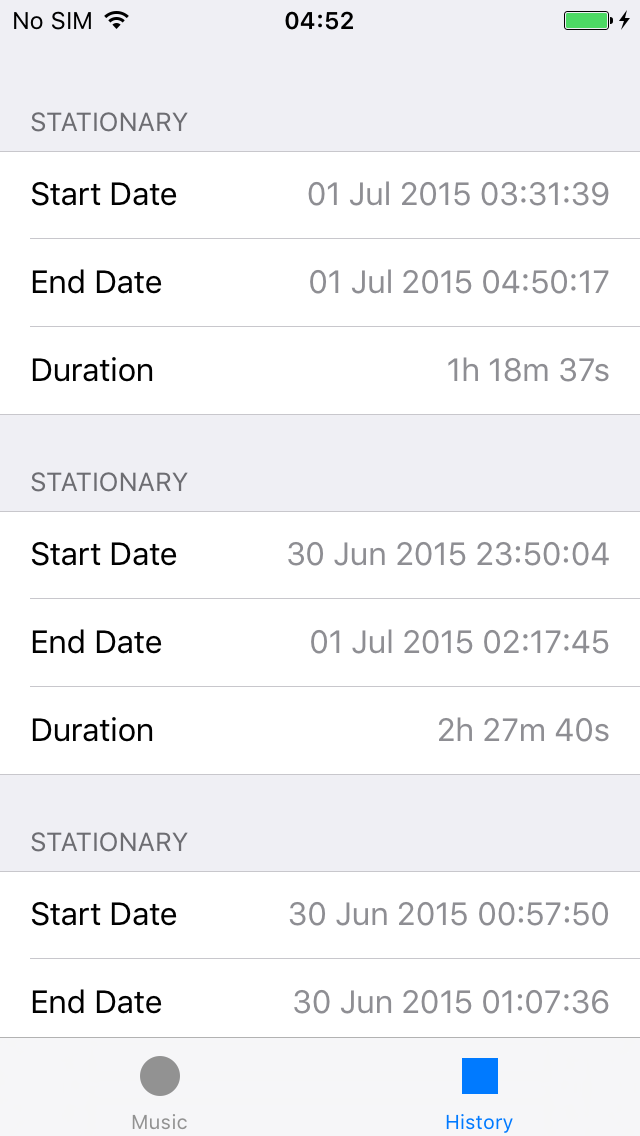 No SIM 04:52
STATIONARY
Start Date 01 Jul 2015 03:31:39
End Date 01 Jul 2015 04:50:17
Duration 1h 18m 37s
STATIONARY
Start Date 30 Jun 2015 23:50:04
End Date 01 Jul 2015 02:17:45
Duration 2h 27m 40s
STATIONARY
Start Date 30 Jun 2015 00:57:50
End Date 30 Jun 2015 01:07:36
Music History